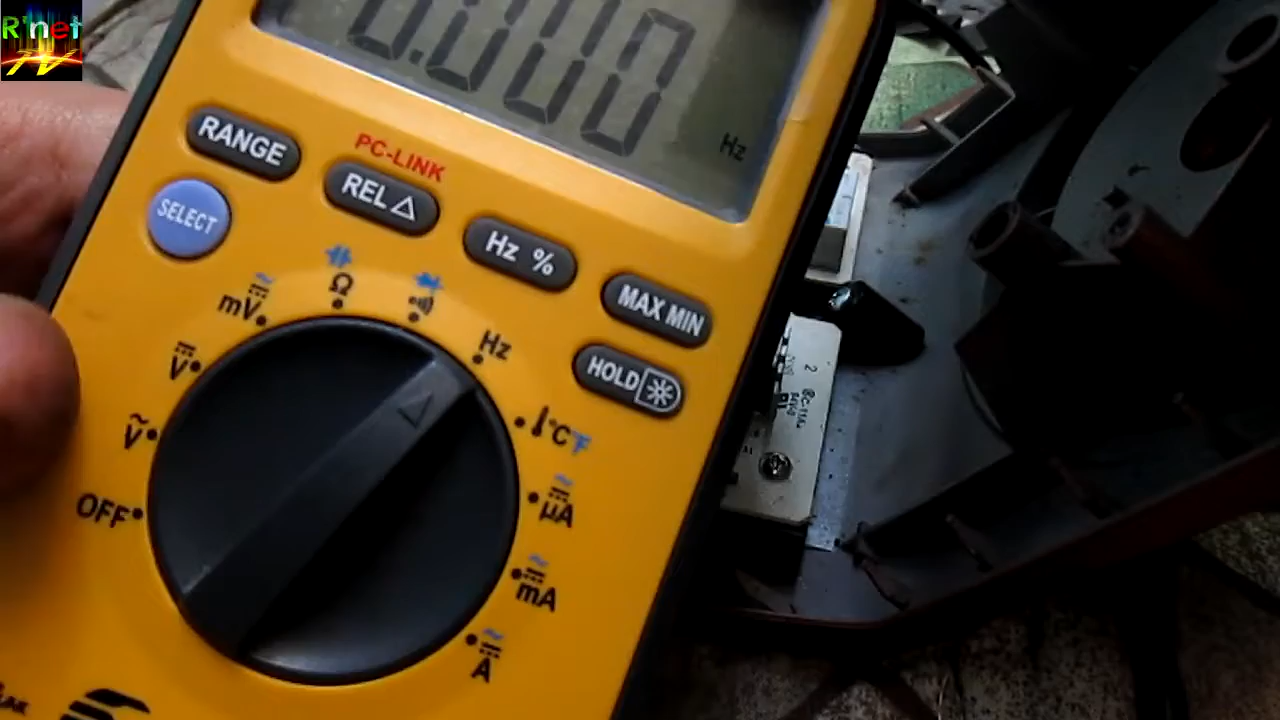 R'net
TV
0.000
Hz
RANGE
PC-LINK
REL △
SELECT
Hz %
MAX MIN
HOLD
mV
Ω
Hz
V
°C°F
V
µA
OFF
mA
A
2